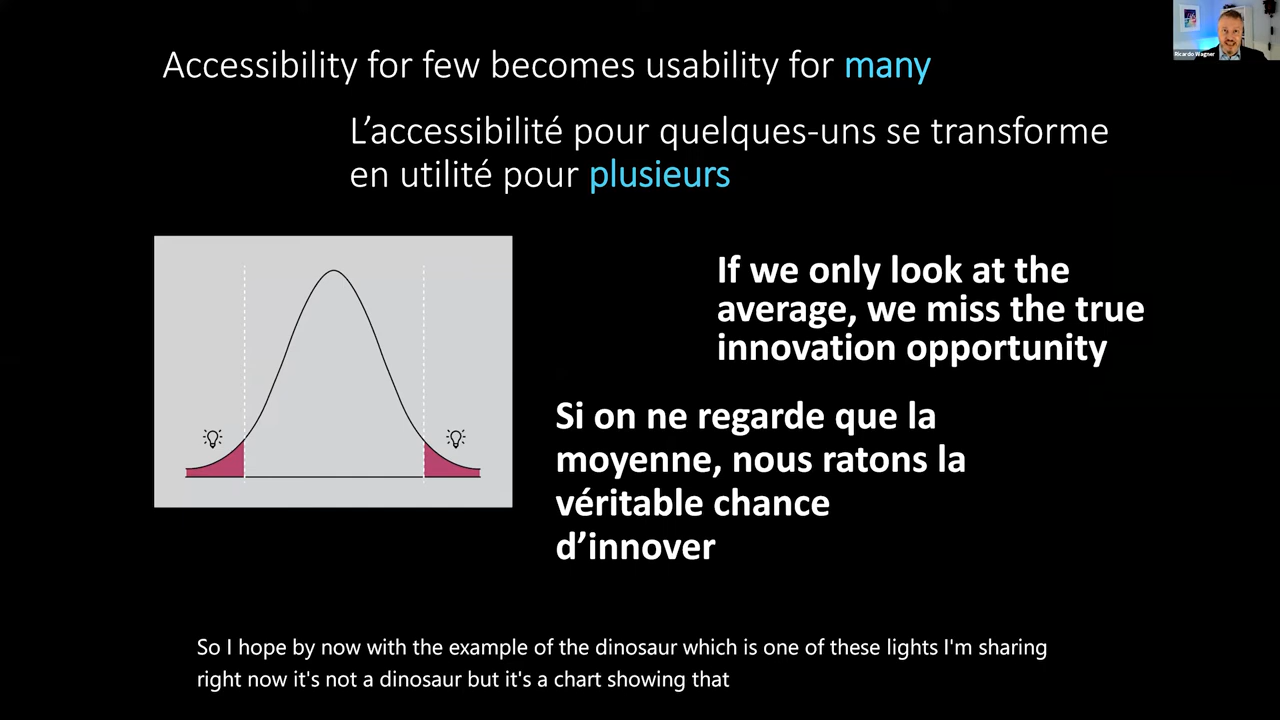 Accessibility for few becomes usability for many
L’accessibilité pour quelques-uns se transforme
en utilité pour plusieurs
If we only look at the
average, we miss the true
innovation opportunity
Si on ne regarde que la
moyenne, nous ratons la
véritable chance
d’innover
So I hope by now with the example of the dinosaur which is one of these lights I'm sharing
right now it's not a dinosaur but it's a chart showing that
Ricardo Wagner